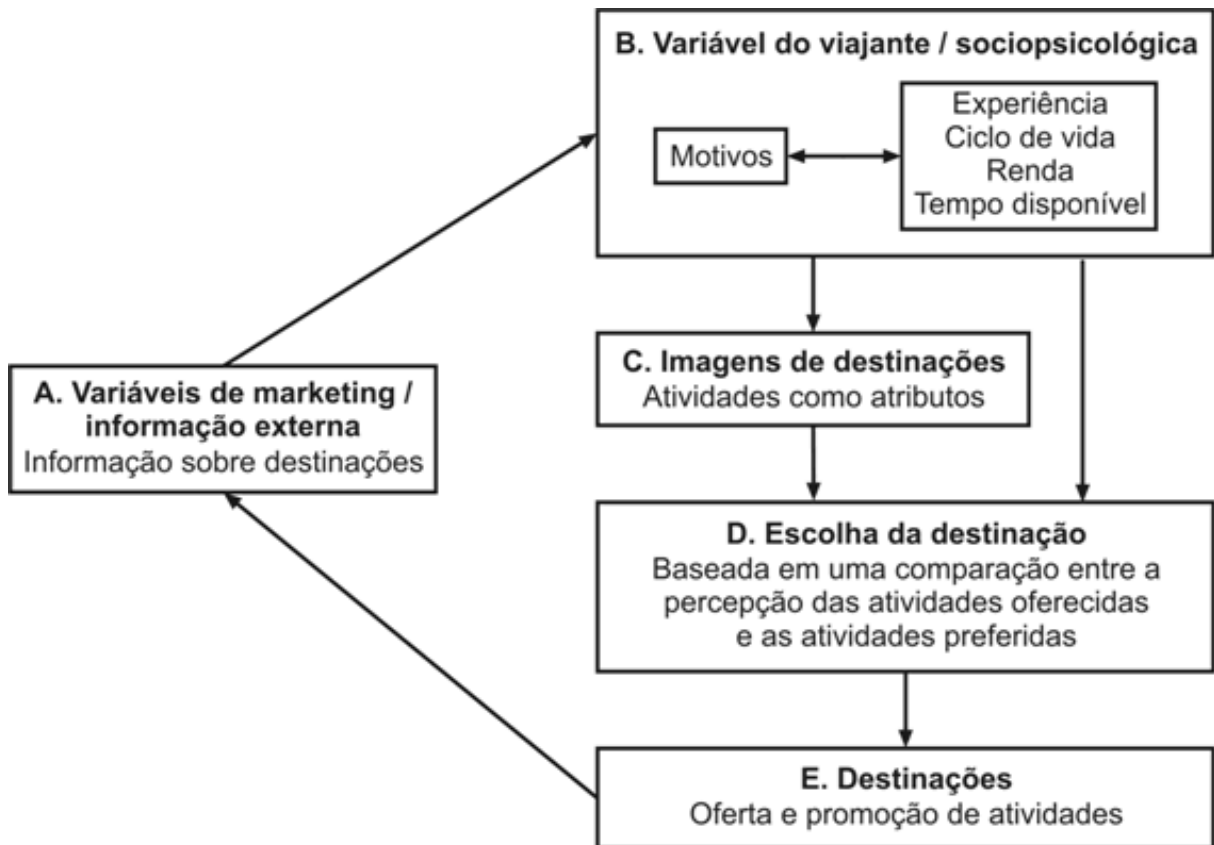 B. Variável do viajante / sociopsicológica
Motivos
Experiência
Ciclo de vida
Renda
Tempo disponível
C. Imagens de destinações
Atividades como atributos
A. Variáveis de marketing /
informação externa
Informação sobre destinações
D. Escolha da destinação
Baseada em uma comparação entre a
percepção das atividades oferecidas
e as atividades preferidas
E. Destinações
Oferta e promoção de atividades